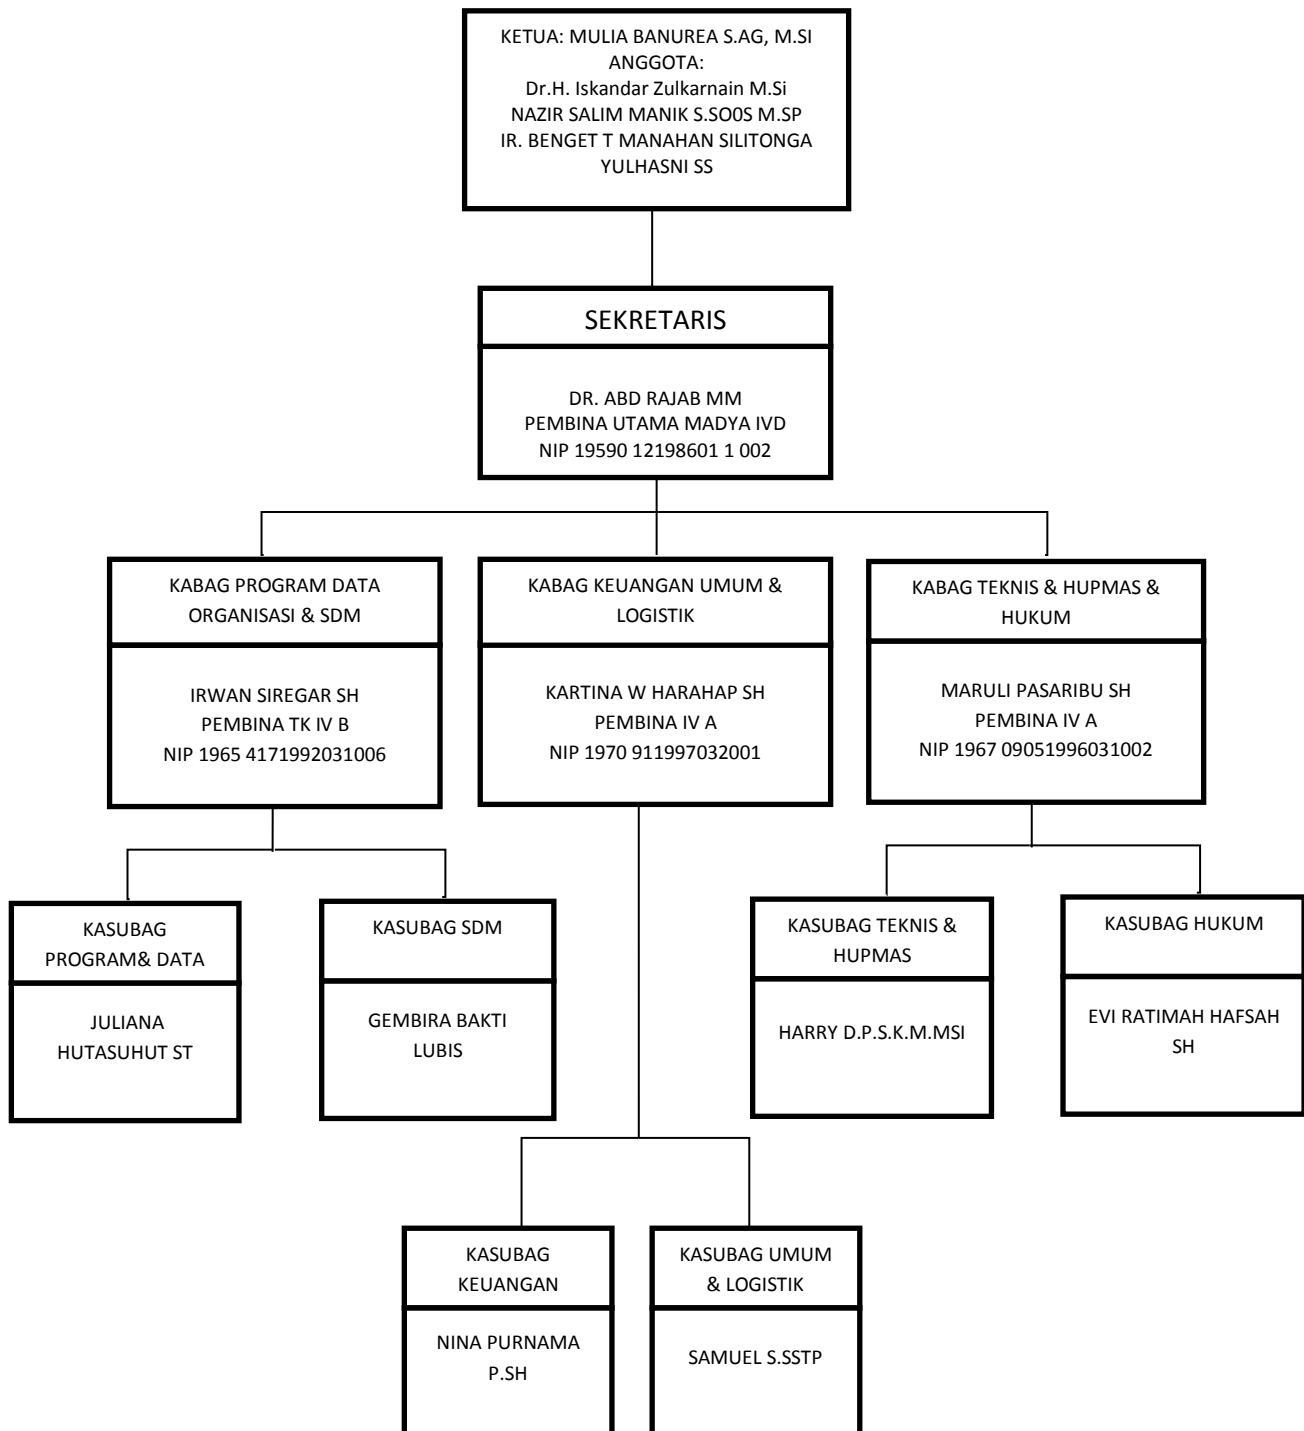 KETUA: MULIA BANUREA S.AG, M.SI
ANGGOTA:
Dr.H. Iskandar Zulkarnain M.Si
NAZIR SALIM MANIK S.SO0S M.SP
IR. BENGET T MANAHAN SILITONGA
YULHASNI SS
SEKRETARIS
DR. ABD RAJAB MM
PEMBINA UTAMA MADYA IVD
NIP 19590 12198601 1 002
KABAG PROGRAM DATA
ORGANISASI & SDM
IRWAN SIREGAR SH
PEMBINA TK IV B
NIP 1965 4171992031006
KABAG KEUANGAN UMUM &
LOGISTIK
KARTINA W HARAHAP SH
PEMBINA IV A
NIP 1970 911997032001
KABAG TEKNIS & HUPMAS &
HUKUM
MARULI PASARIBU SH
PEMBINA IV A
NIP 1967 09051996031002
KASUBAG
PROGRAM& DATA
JULIANA
HUTASUHUT ST
KASUBAG SDM
GEMBIRA BAKTI
LUBIS
KASUBAG TEKNIS &
HUPMAS
HARRY D.P.S.K.M.MSI
KASUBAG HUKUM
EVI RATIMAH HAFSAH
SH
KASUBAG
KEUANGAN
NINA PURNAMA
P.SH
KASUBAG UMUM
& LOGISTIK
SAMUEL S.SSTP